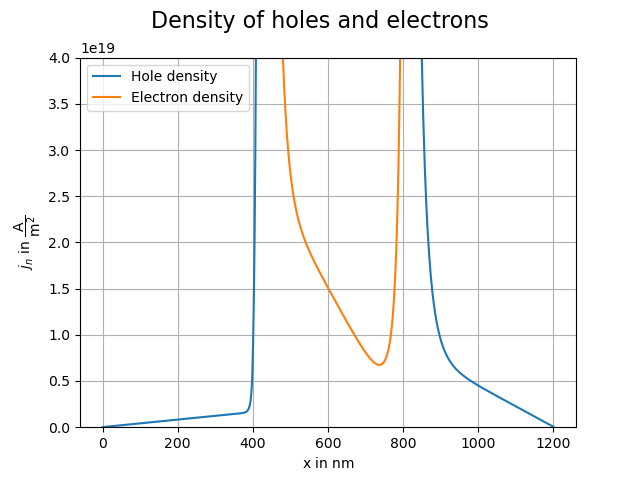 Density of holes and electrons
1e19
Hole density
Electron density
4.0
3.5
3.0
2.5
2.0
1.5
1.0
0.5
0.0
j_n in A/m²
0 200 400 600 800 1000 1200
x in nm